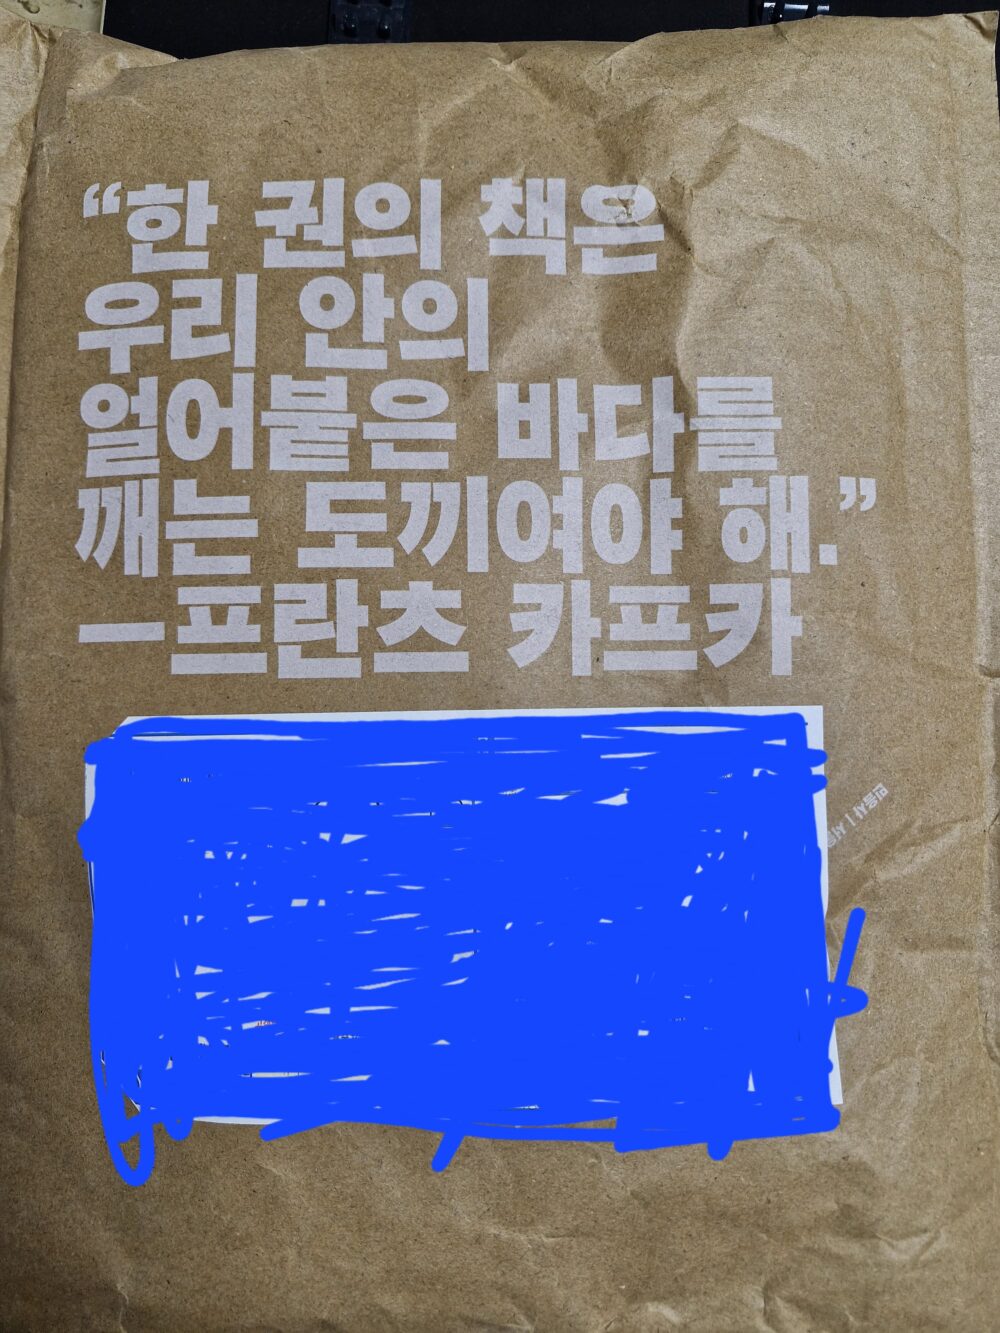 “한 권의 책은
우리 안의
얼어붙은 바다를
깨는 도끼여야 해.”
—프란츠 카프카